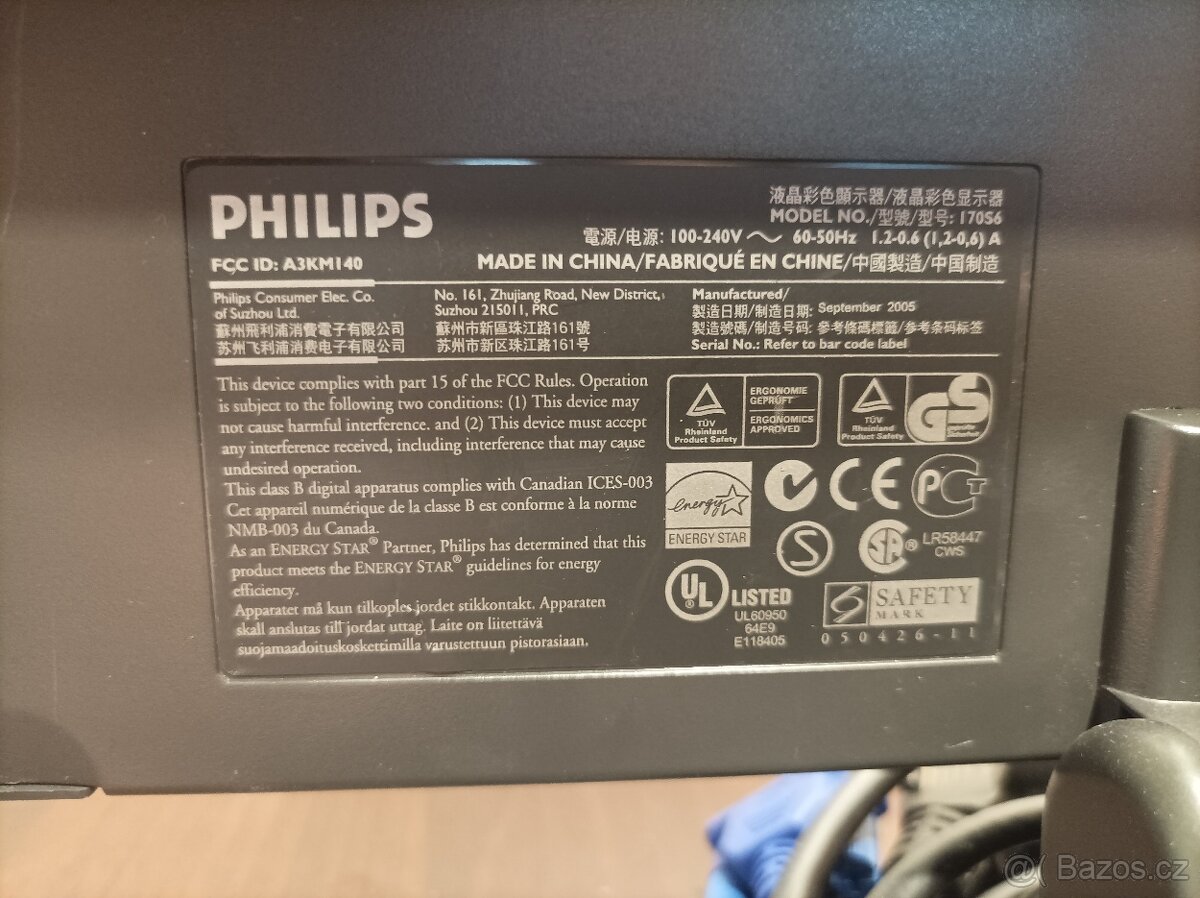 PHILIPS
液晶彩色顯示器/液晶彩色显示器
MODEL NO./型號/型号: 170S6
電源/电源: 100-240V ~ 60-50Hz 1.2-0.6 (1,2-0,6) A
FCC ID: A3KM140
MADE IN CHINA/FABRIQUÉ EN CHINE/中國製造/中国制造
Philips Consumer Elec. Co.
of Suzhou Ltd.
蘇州飛利浦消費電子有限公司
苏州飞利浦消费电子有限公司
No. 161, Zhujiang Road, New District,
Suzhou 215011, PRC
蘇州市新區珠江路161號
苏州市新区珠江路161号
Manufactured/
製造日期/制造日期: September 2005
製造號碼/制造号码: 參考條碼標籤/参考条码标签
Serial No.: Refer to bar code label
This device complies with part 15 of the FCC Rules. Operation
is subject to the following two conditions: (1) This device may
not cause harmful interference. and (2) This device must accept
any interference received, including interference that may cause
undesired operation.
This class B digital apparatus complies with Canadian ICES-003
Cet appareil numérique de la classe B est conforme à la norme
NMB-003 du Canada.
As an ENERGY STAR® Partner, Philips has determined that this
product meets the ENERGY STAR® guidelines for energy
efficiency.
Apparatet må kun tilkoples jordet stikkontakt. Apparaten
skall anslutas till jordat uttag. Laite on liitettävä
suojamaadoituskoskettimilla varustettuun pistorasiaan.
TÜV
Rheinland
Product Safety
ERGONOMIE
GEPRÜFT
ERGONOMICS
APPROVED
TÜV
Rheinland
Product Safety
GS
geprüfte
Sicherheit
energy
ENERGY STAR
CE
PCT
S
SA®
LR58447
CWS
UL
®
LISTED
UL60950
64E9
E118405
SAFETY
MARK
050426-11
@( Bazos.cz